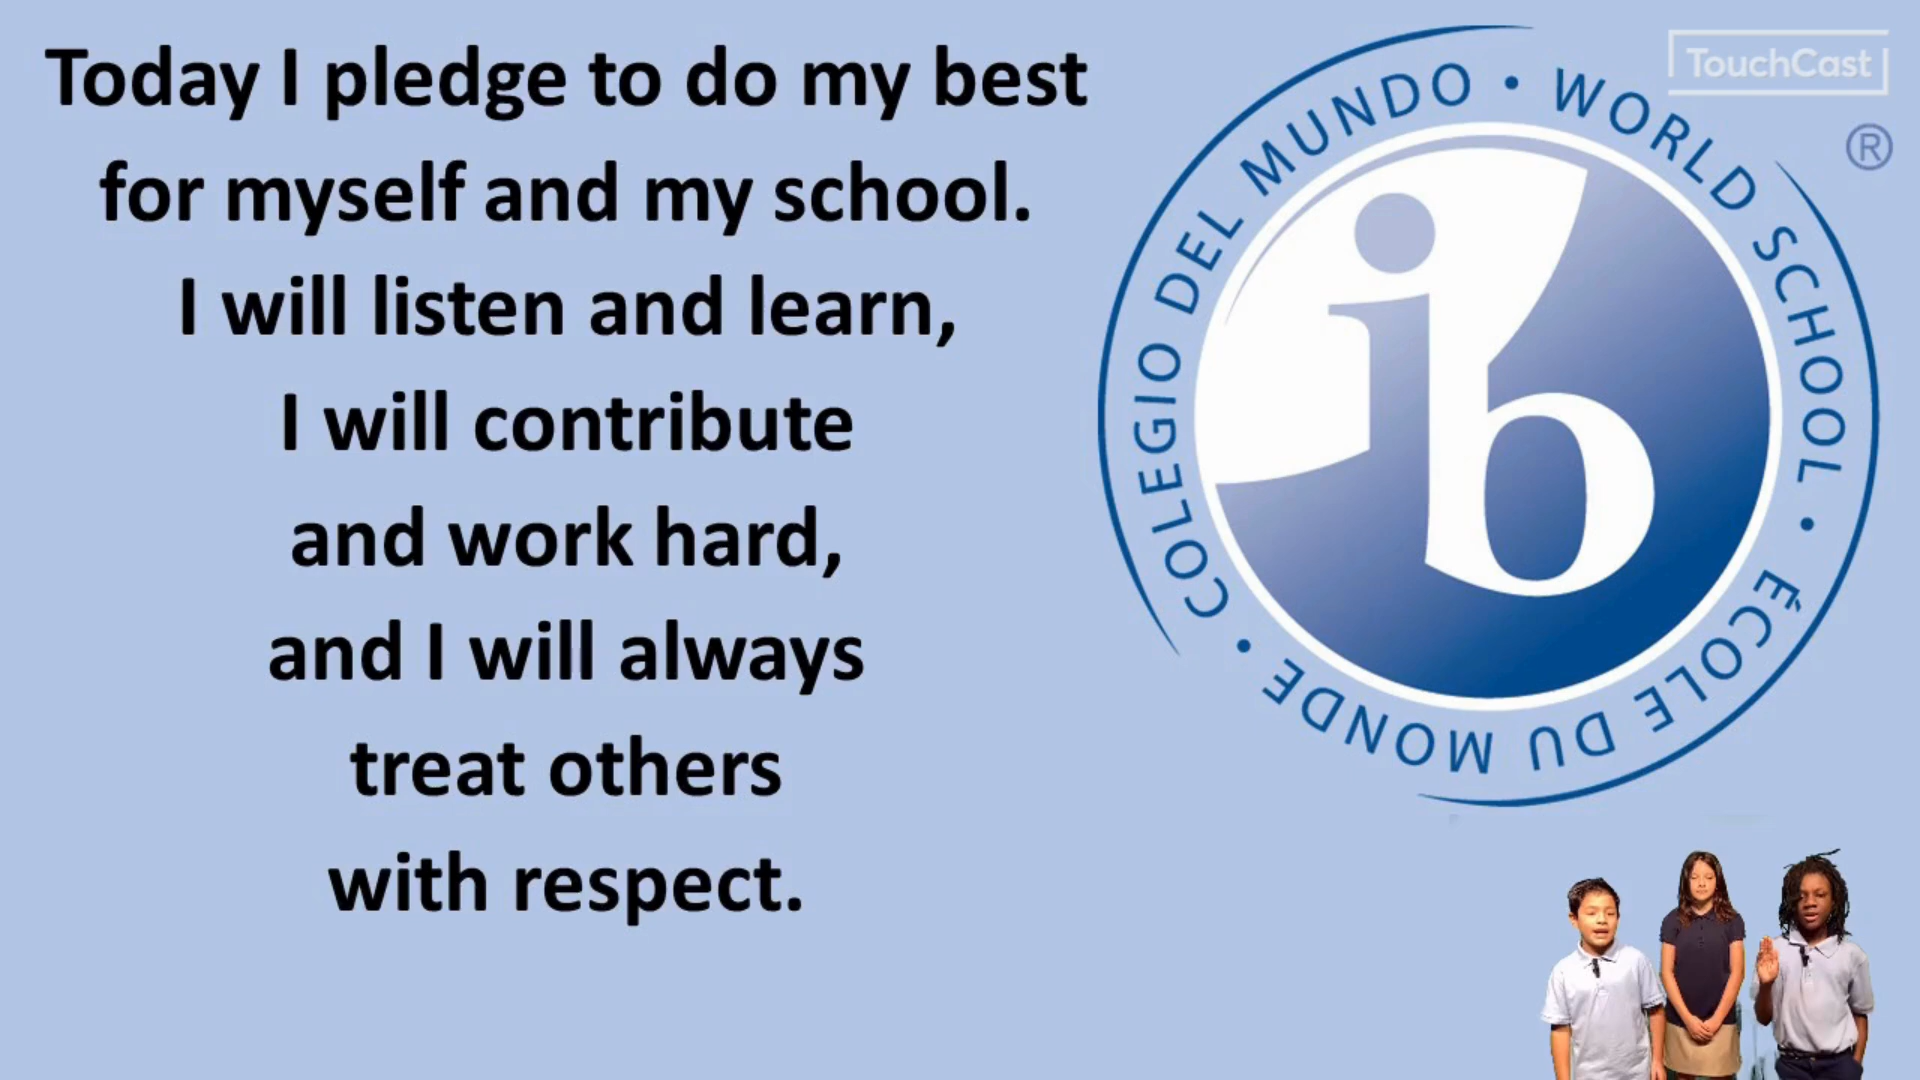 Today I pledge to do my best
for myself and my school.
I will listen and learn,
I will contribute
and work hard,
and I will always
treat others
with respect.
TouchCast
®
COLEGIO DEL MUNDO • WORLD SCHOOL • ÉCOLE DU MONDE •
ib